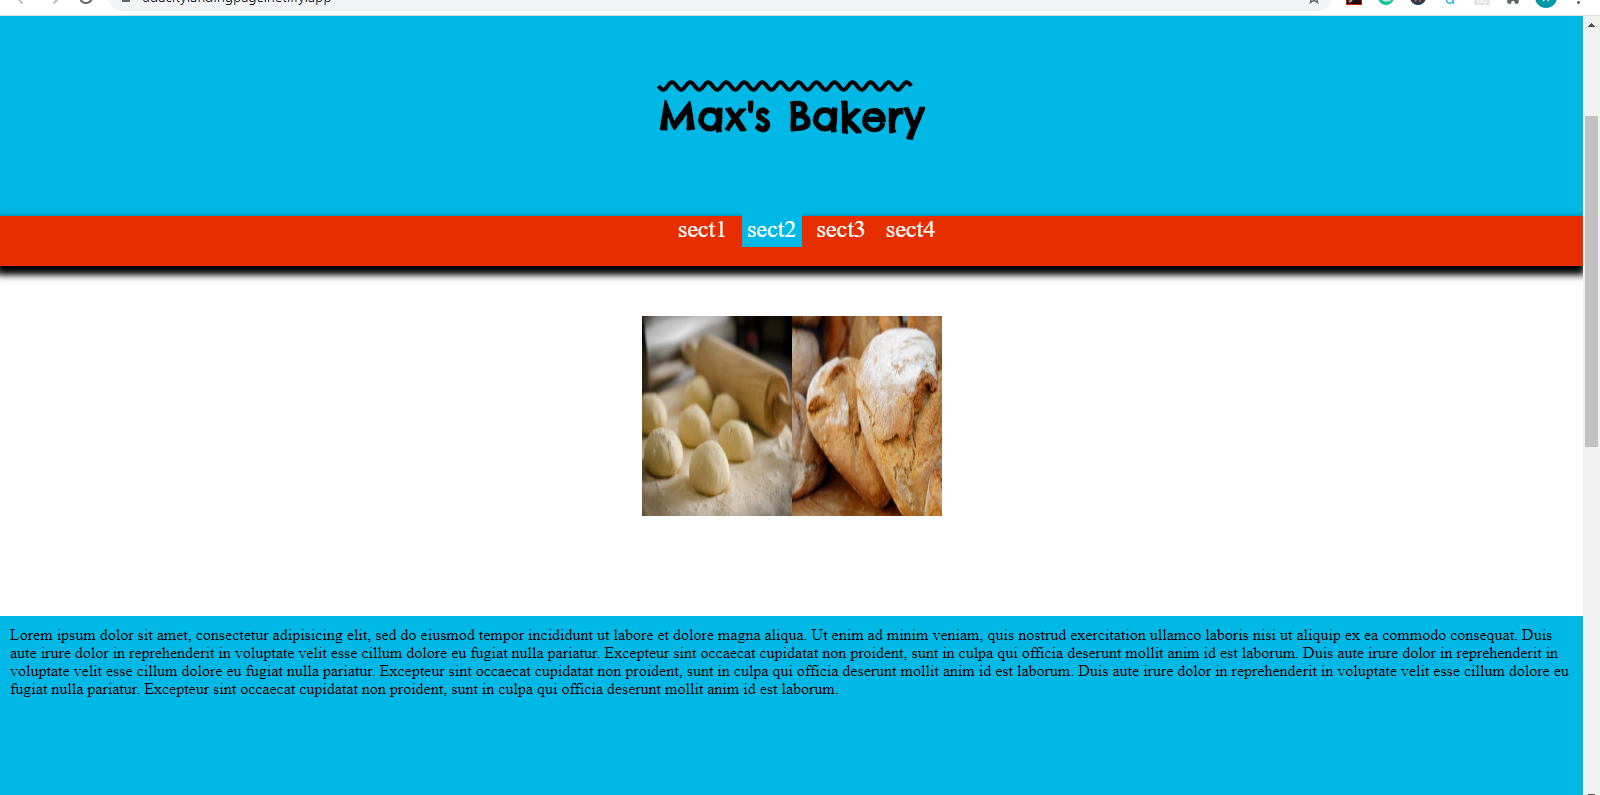 Max's Bakery
sect1 sect2 sect3 sect4
Lorem ipsum dolor sit amet, consectetur adipisicing elit, sed do eiusmod tempor incididunt ut labore et dolore magna aliqua. Ut enim ad minim veniam, quis nostrud exercitation ullamco laboris nisi ut aliquip ex ea commodo consequat. Duis
aute irure dolor in reprehenderit in voluptate velit esse cillum dolore eu fugiat nulla pariatur. Excepteur sint occaecat cupidatat non proident, sunt in culpa qui officia deserunt mollit anim id est laborum. Duis aute irure dolor in reprehenderit in
voluptate velit esse cillum dolore eu fugiat nulla pariatur. Excepteur sint occaecat cupidatat non proident, sunt in culpa qui officia deserunt mollit anim id est laborum. Duis aute irure dolor in reprehenderit in voluptate velit esse cillum dolore eu
fugiat nulla pariatur. Excepteur sint occaecat cupidatat non proident, sunt in culpa qui officia deserunt mollit anim id est laborum.